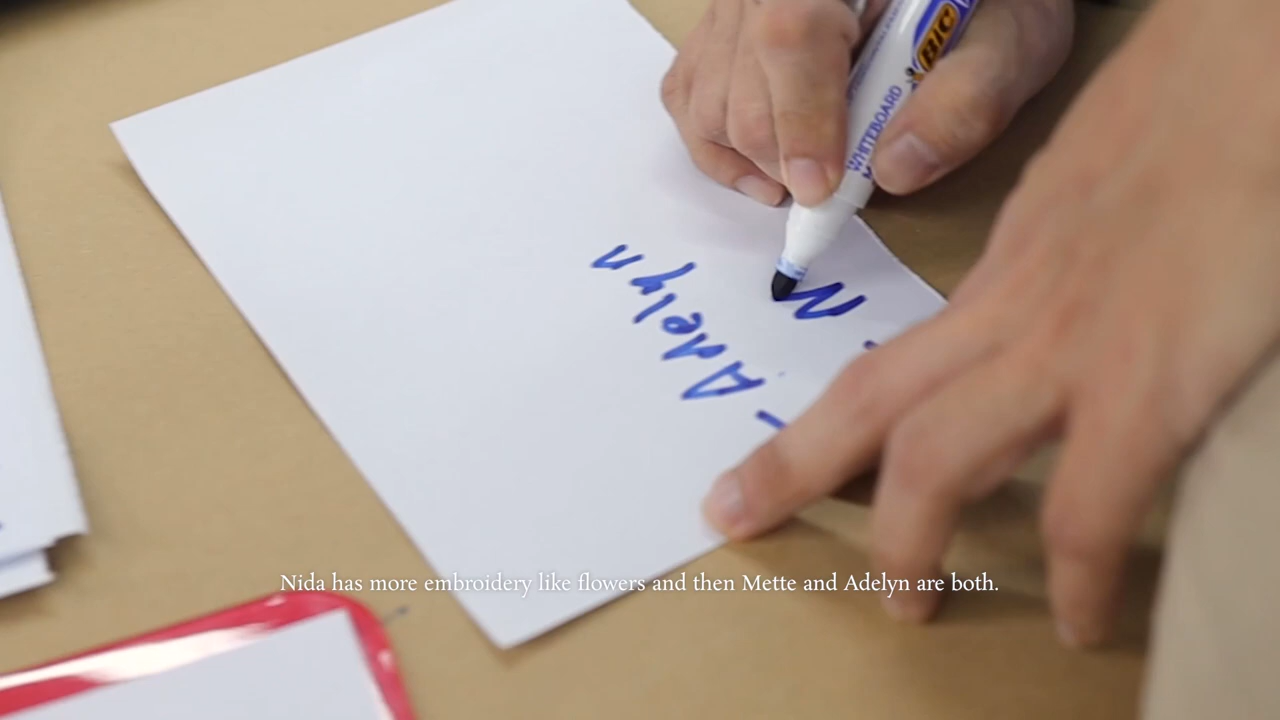 BIC
WHITEBOARD
- Adelyn
- N
Nida has more embroidery like flowers and then Mette and Adelyn are both.